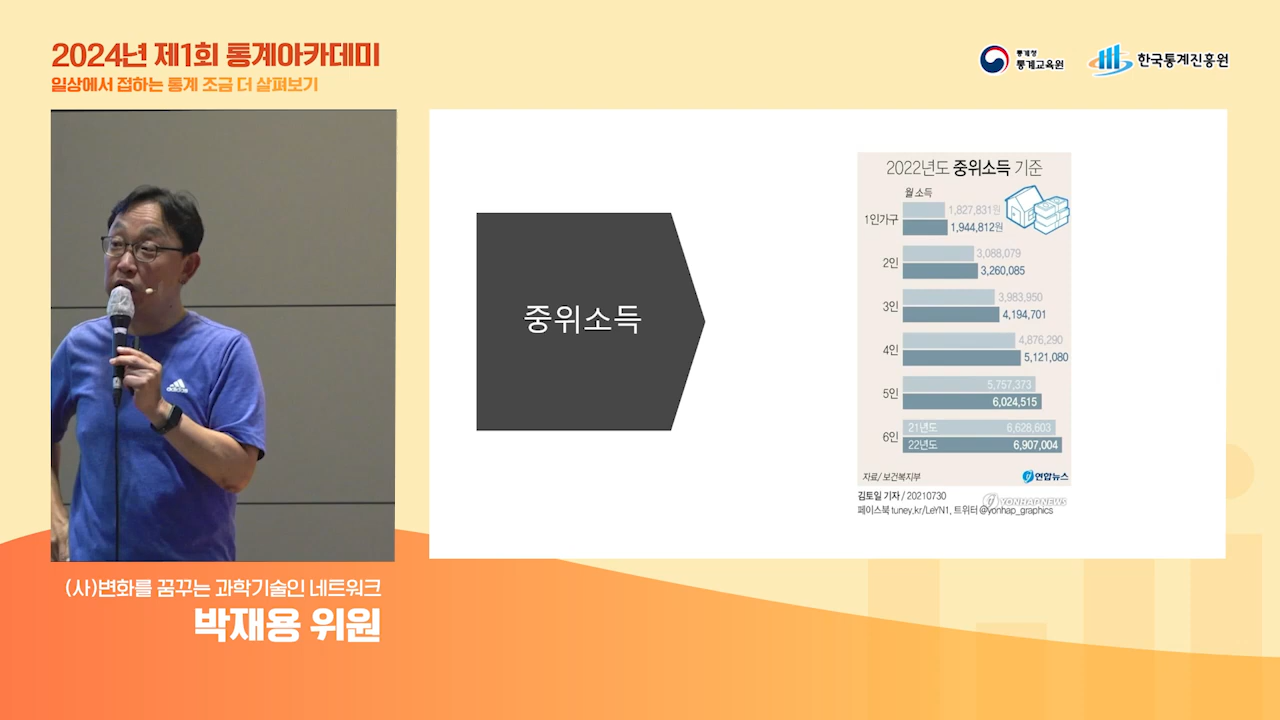 2024년 제1회 통계아카데미
일상에서 접하는 통계 조금 더 살펴보기
통계청
통계교육원
한국통계진흥원
adidas
(사)변화를 꿈꾸는 과학기술인 네트워크
박재용 위원
중위소득
2022년도 중위소득 기준
월 소득
1인가구
1,827,831원
1,944,812원
2인
3,088,079
3,260,085
3인
3,983,950
4,194,701
4인
4,876,290
5,121,080
5인
5,757,373
6,024,515
6인
21년도 6,628,603
22년도 6,907,004
자료/ 보건복지부
연합뉴스
김토일 기자 / 20210730
YONHAPNEWS
페이스북 tuney.kr/LeYN1, 트위터 @yonhap_graphics